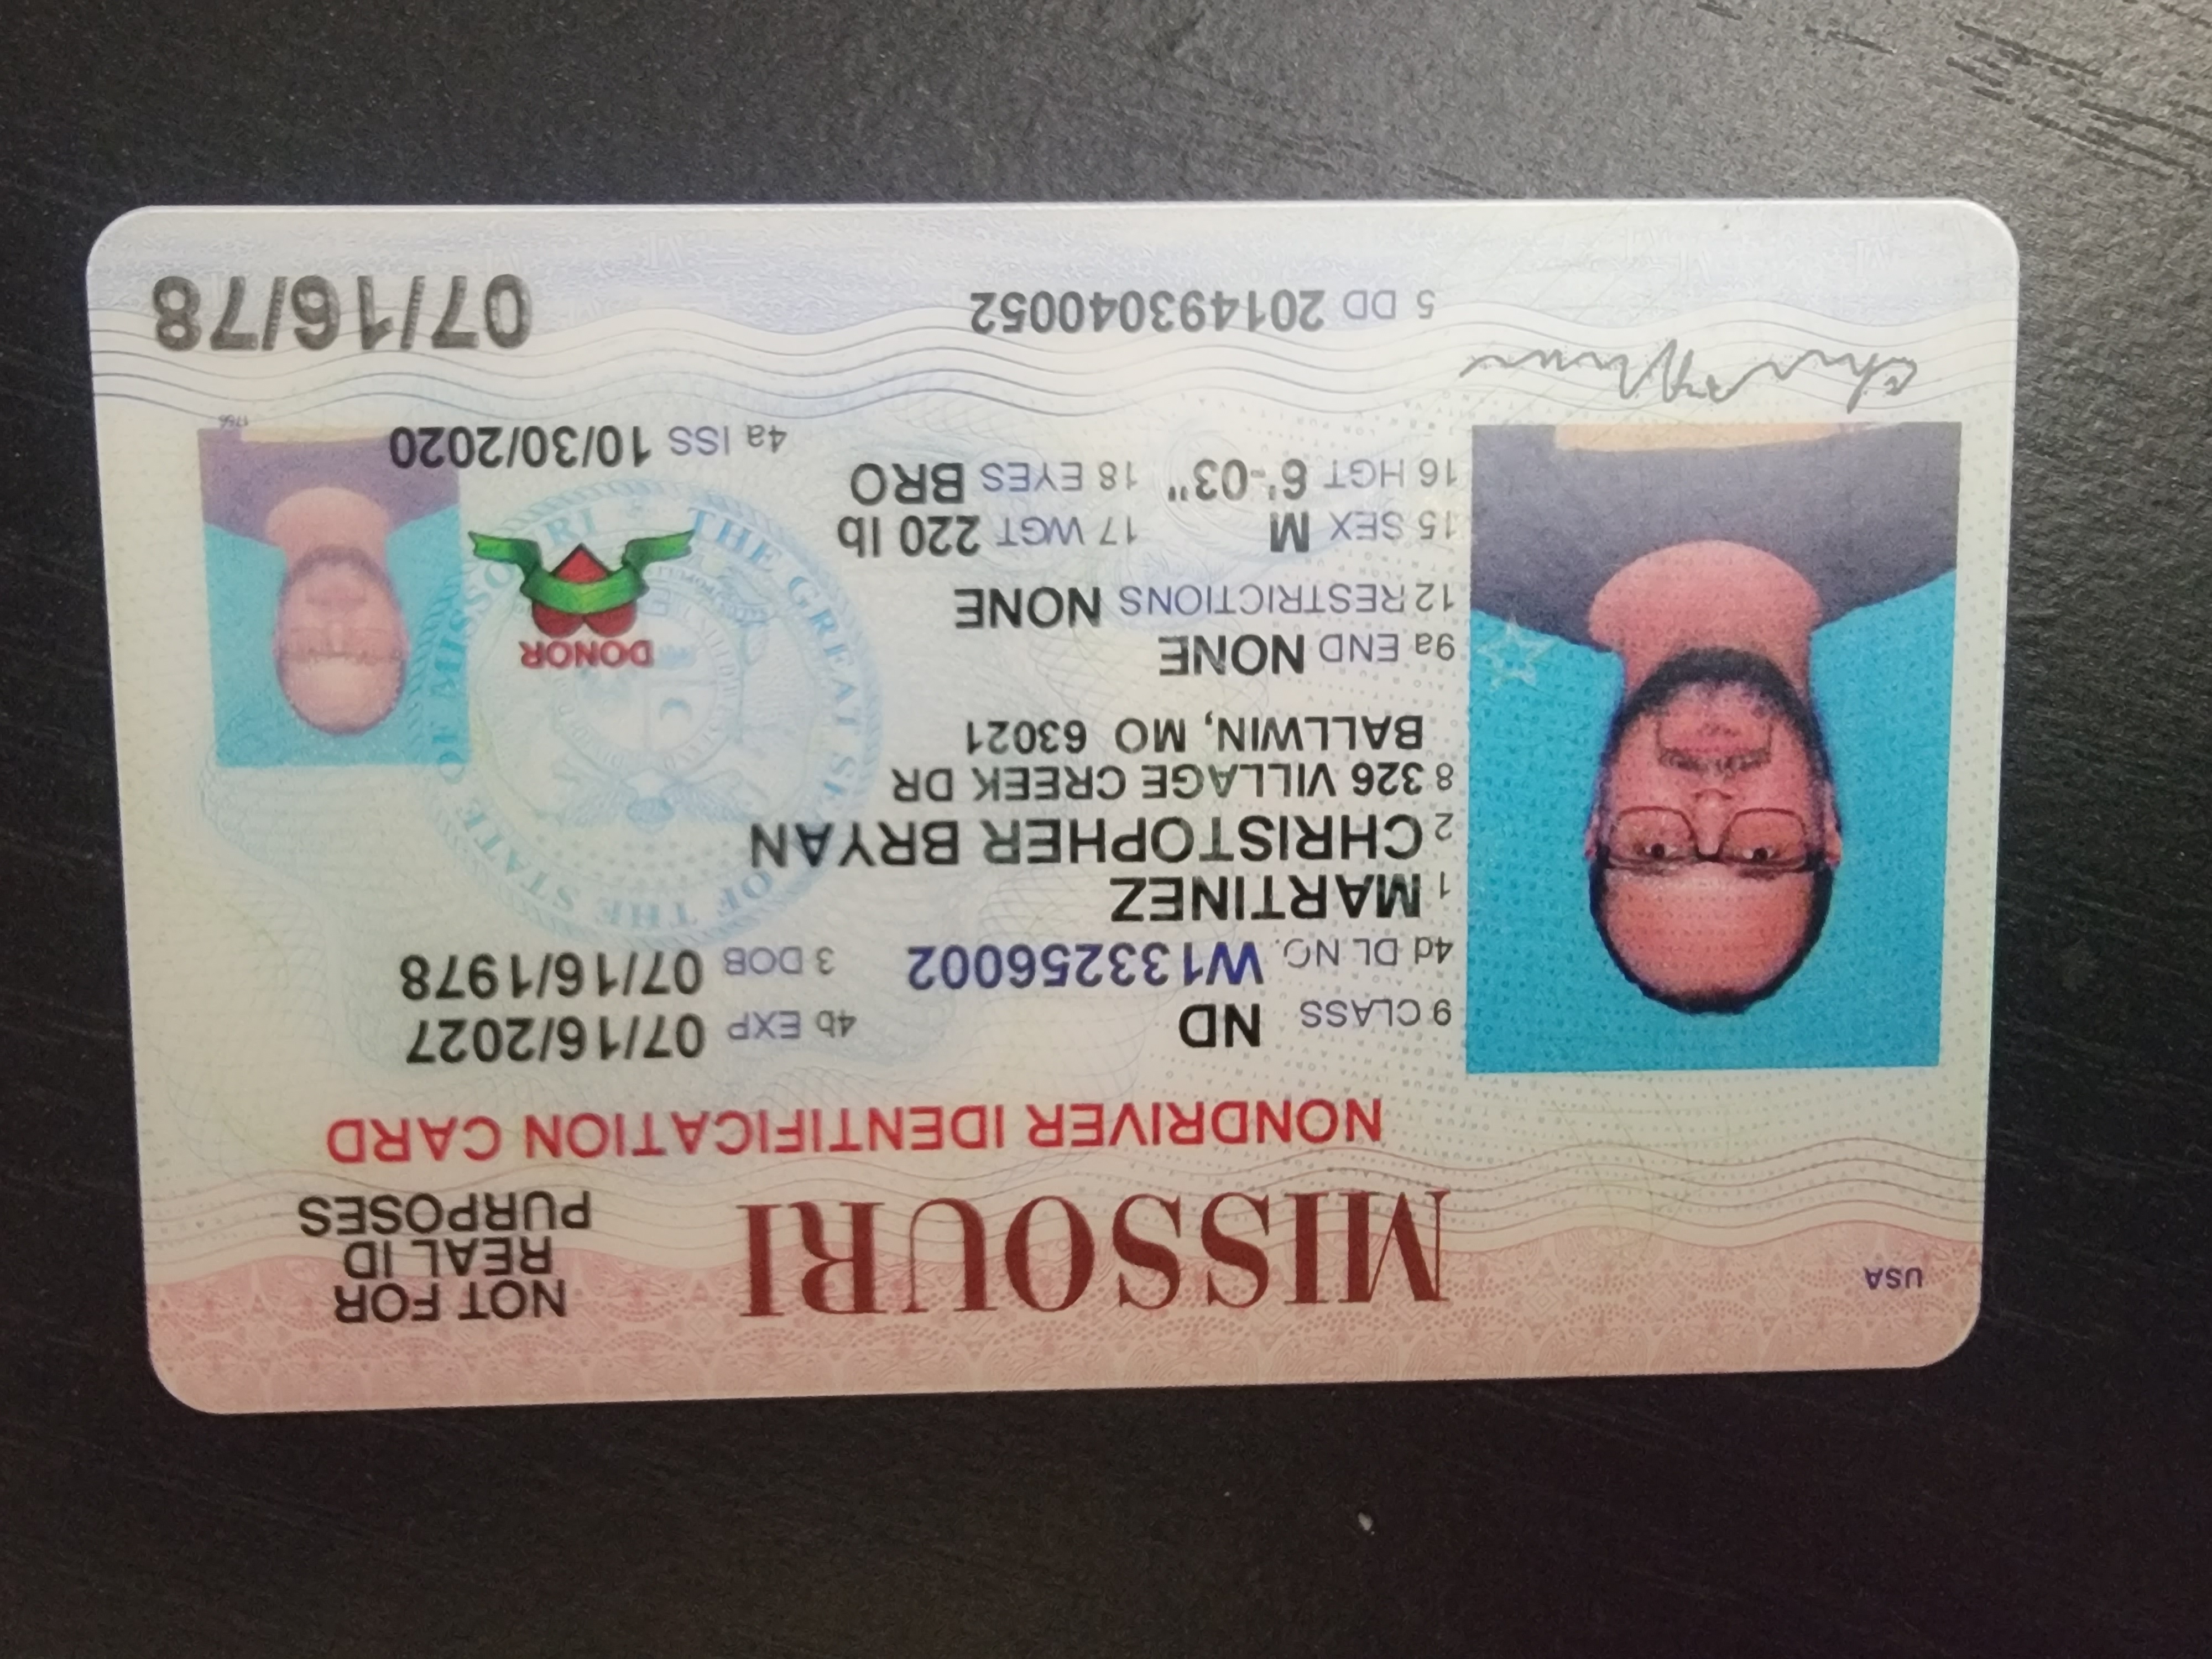 USA
MISSOURI
NOT FOR
REAL ID
PURPOSES
NONDRIVER IDENTIFICATION CARD
9 CLASS ND
4b EXP 07/16/2027
4d DL NO. W133256002
3 DOB 07/16/1978
1 MARTINEZ
2 CHRISTOPHER BRYAN
8 326 VILLAGE CREEK DR
BALLWIN, MO 63021
9a END NONE
12 RESTRICTIONS NONE
DONOR
15 SEX M 17 WGT 220 lb
16 HGT 6'-03" 18 EYES BRO
4a ISS 10/30/2020
5 DD 201493040052
07/16/78
THE GREAT SEAL OF THE STATE OF MISSOURI